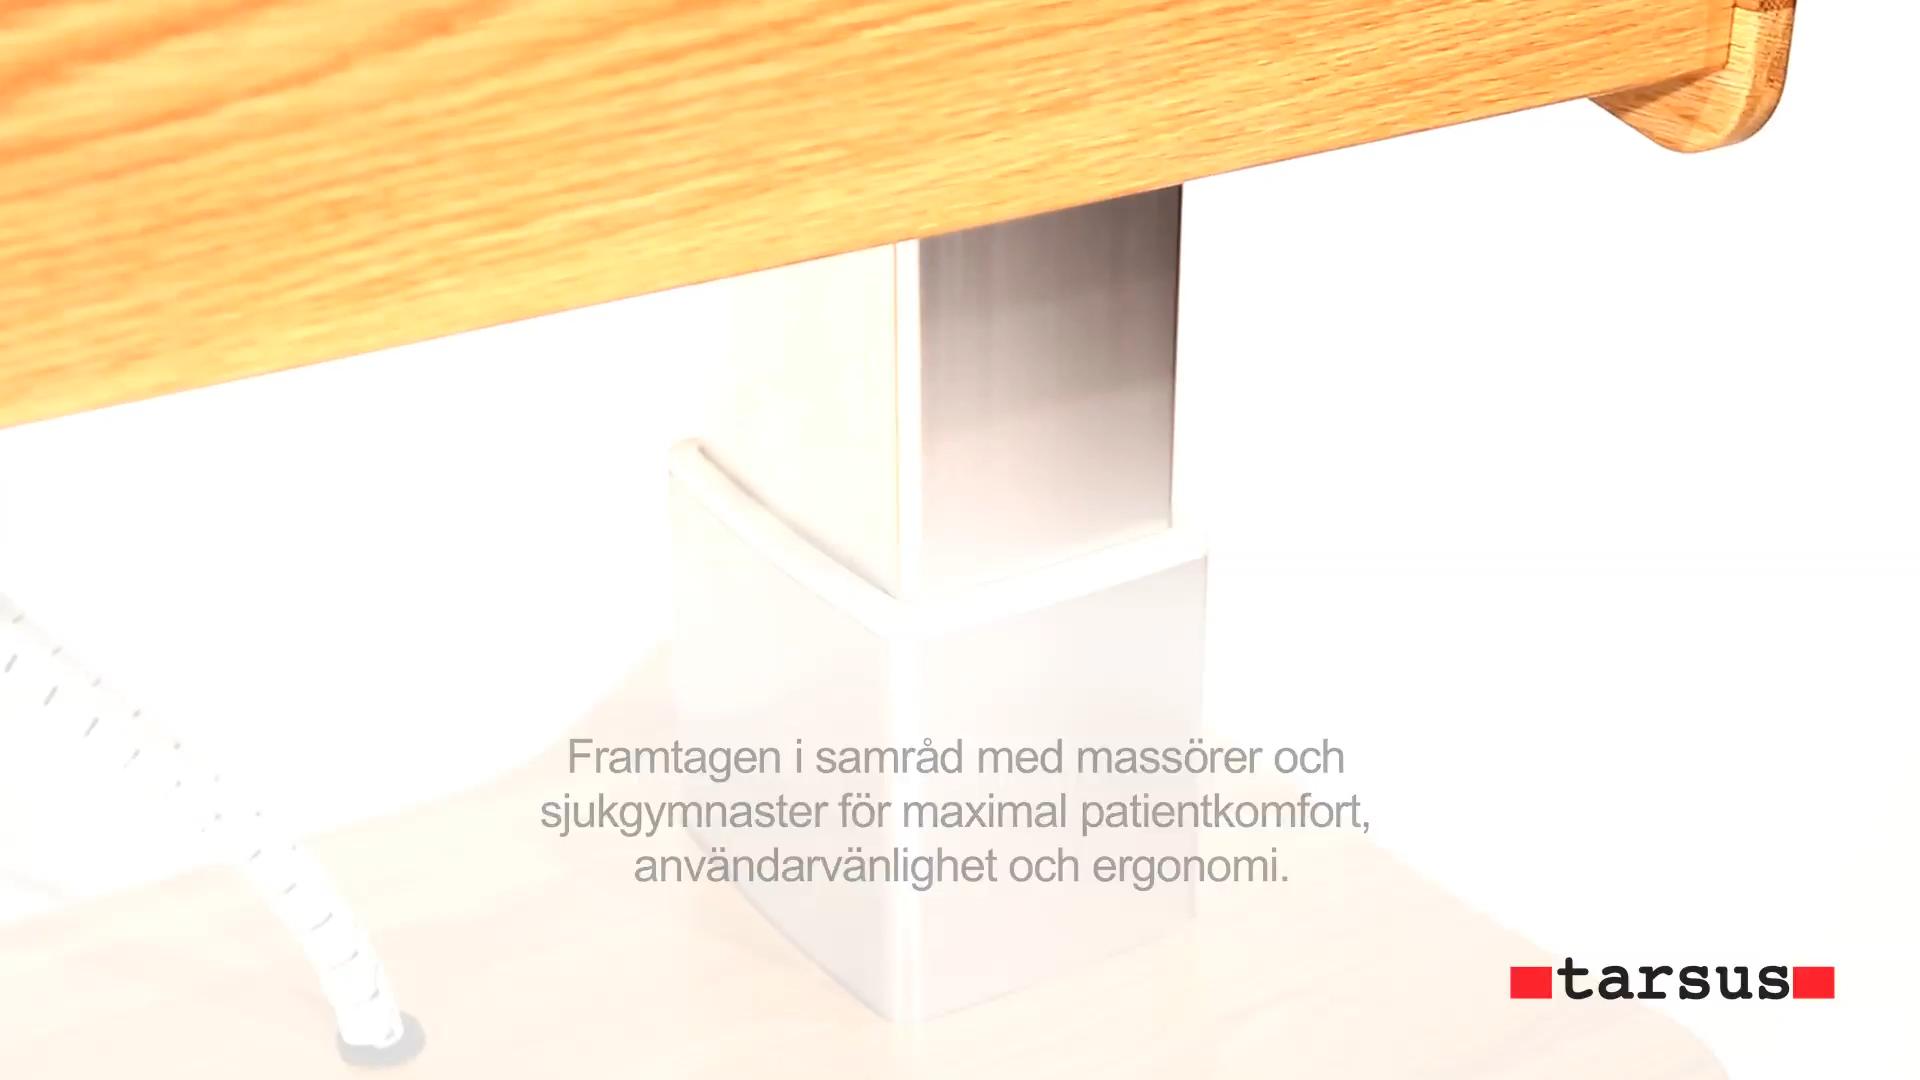 Framtagen i samråd med massörer och
sjukgymnaster för maximal patientkomfort,
användarvänlighet och ergonomi.
tarsus